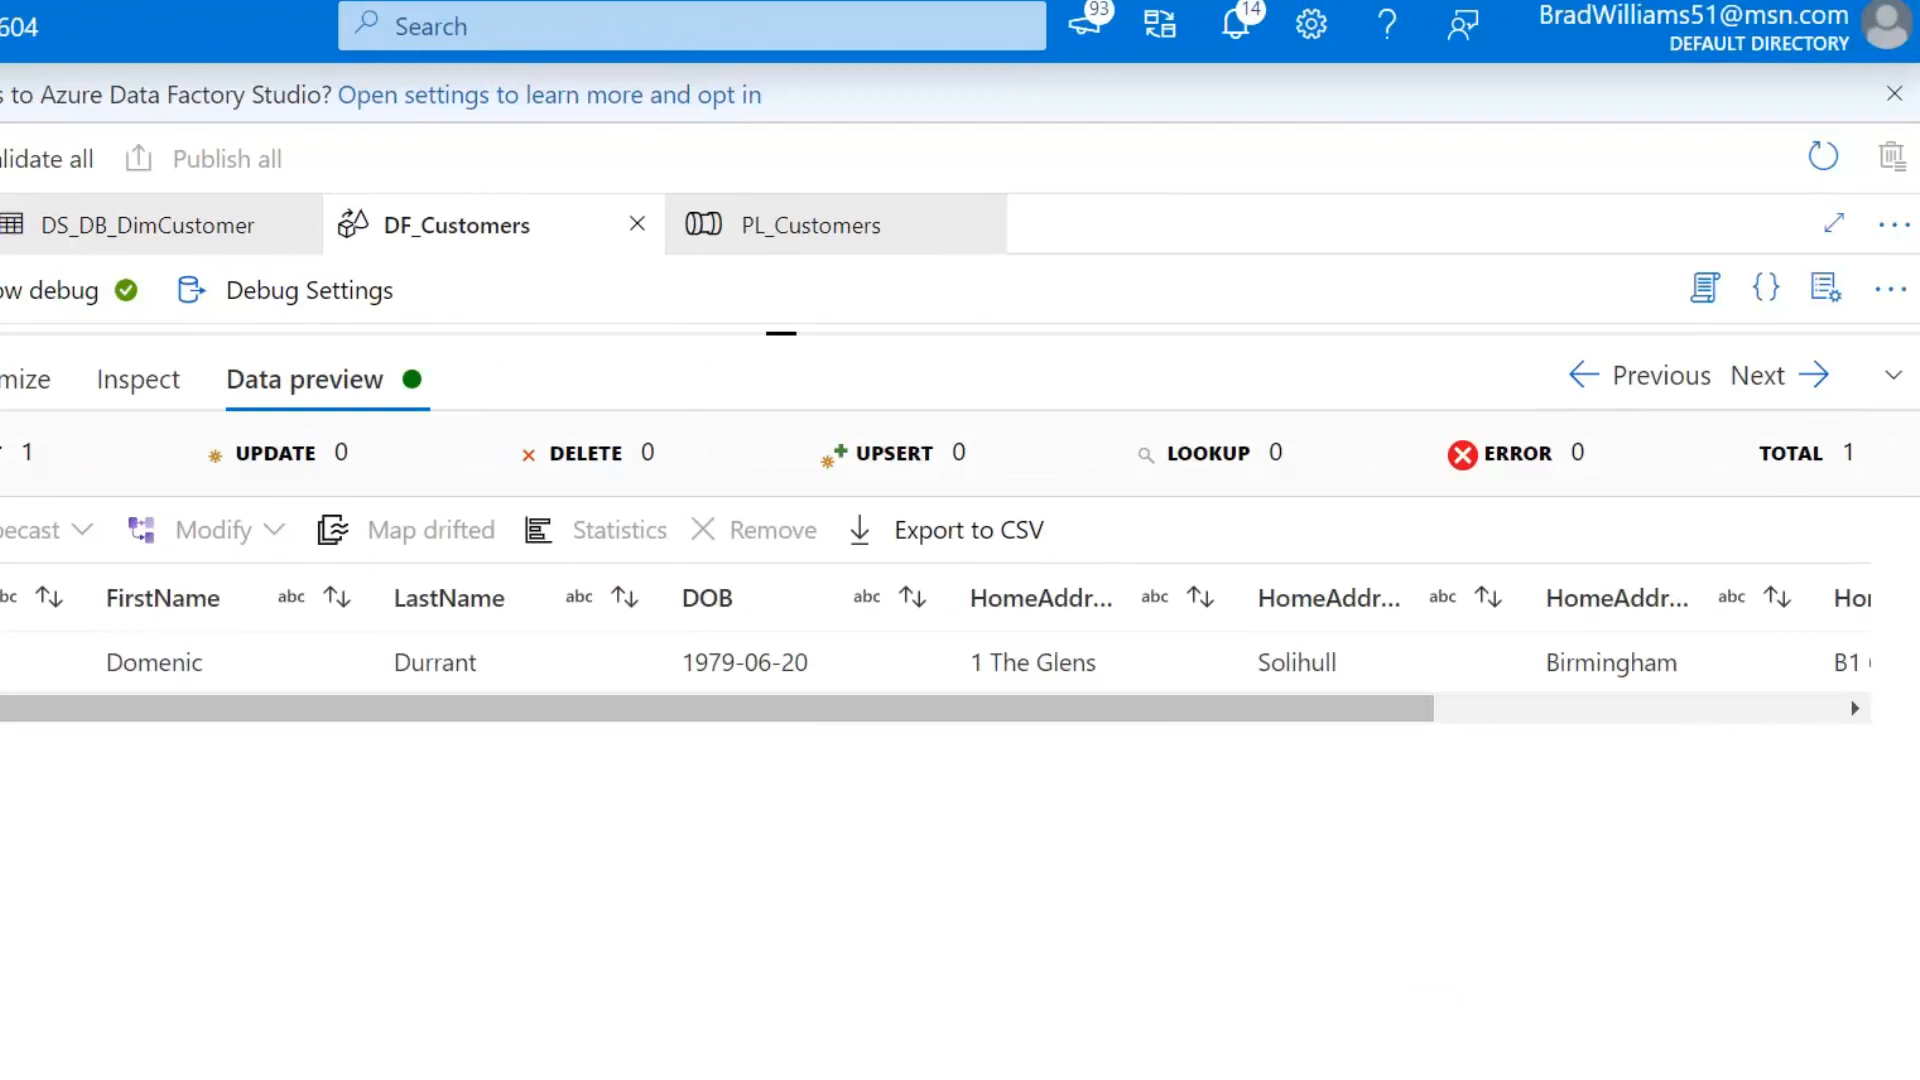 604 Search 93 14 BradWilliams51@msn.com
DEFAULT DIRECTORY
s to Azure Data Factory Studio? Open settings to learn more and opt in
alidate all Publish all
DS_DB_DimCustomer DF_Customers PL_Customers
ow debug Debug Settings
mize Inspect Data preview Previous Next
1 UPDATE 0 DELETE 0 UPSERT 0 LOOKUP 0 ERROR 0 TOTAL 1
pecast Modify Map drifted Statistics Remove Export to CSV
bc FirstName abc LastName abc DOB abc HomeAddr... abc HomeAddr... abc HomeAddr... abc Hor
Domenic Durrant 1979-06-20 1 The Glens Solihull Birmingham B1